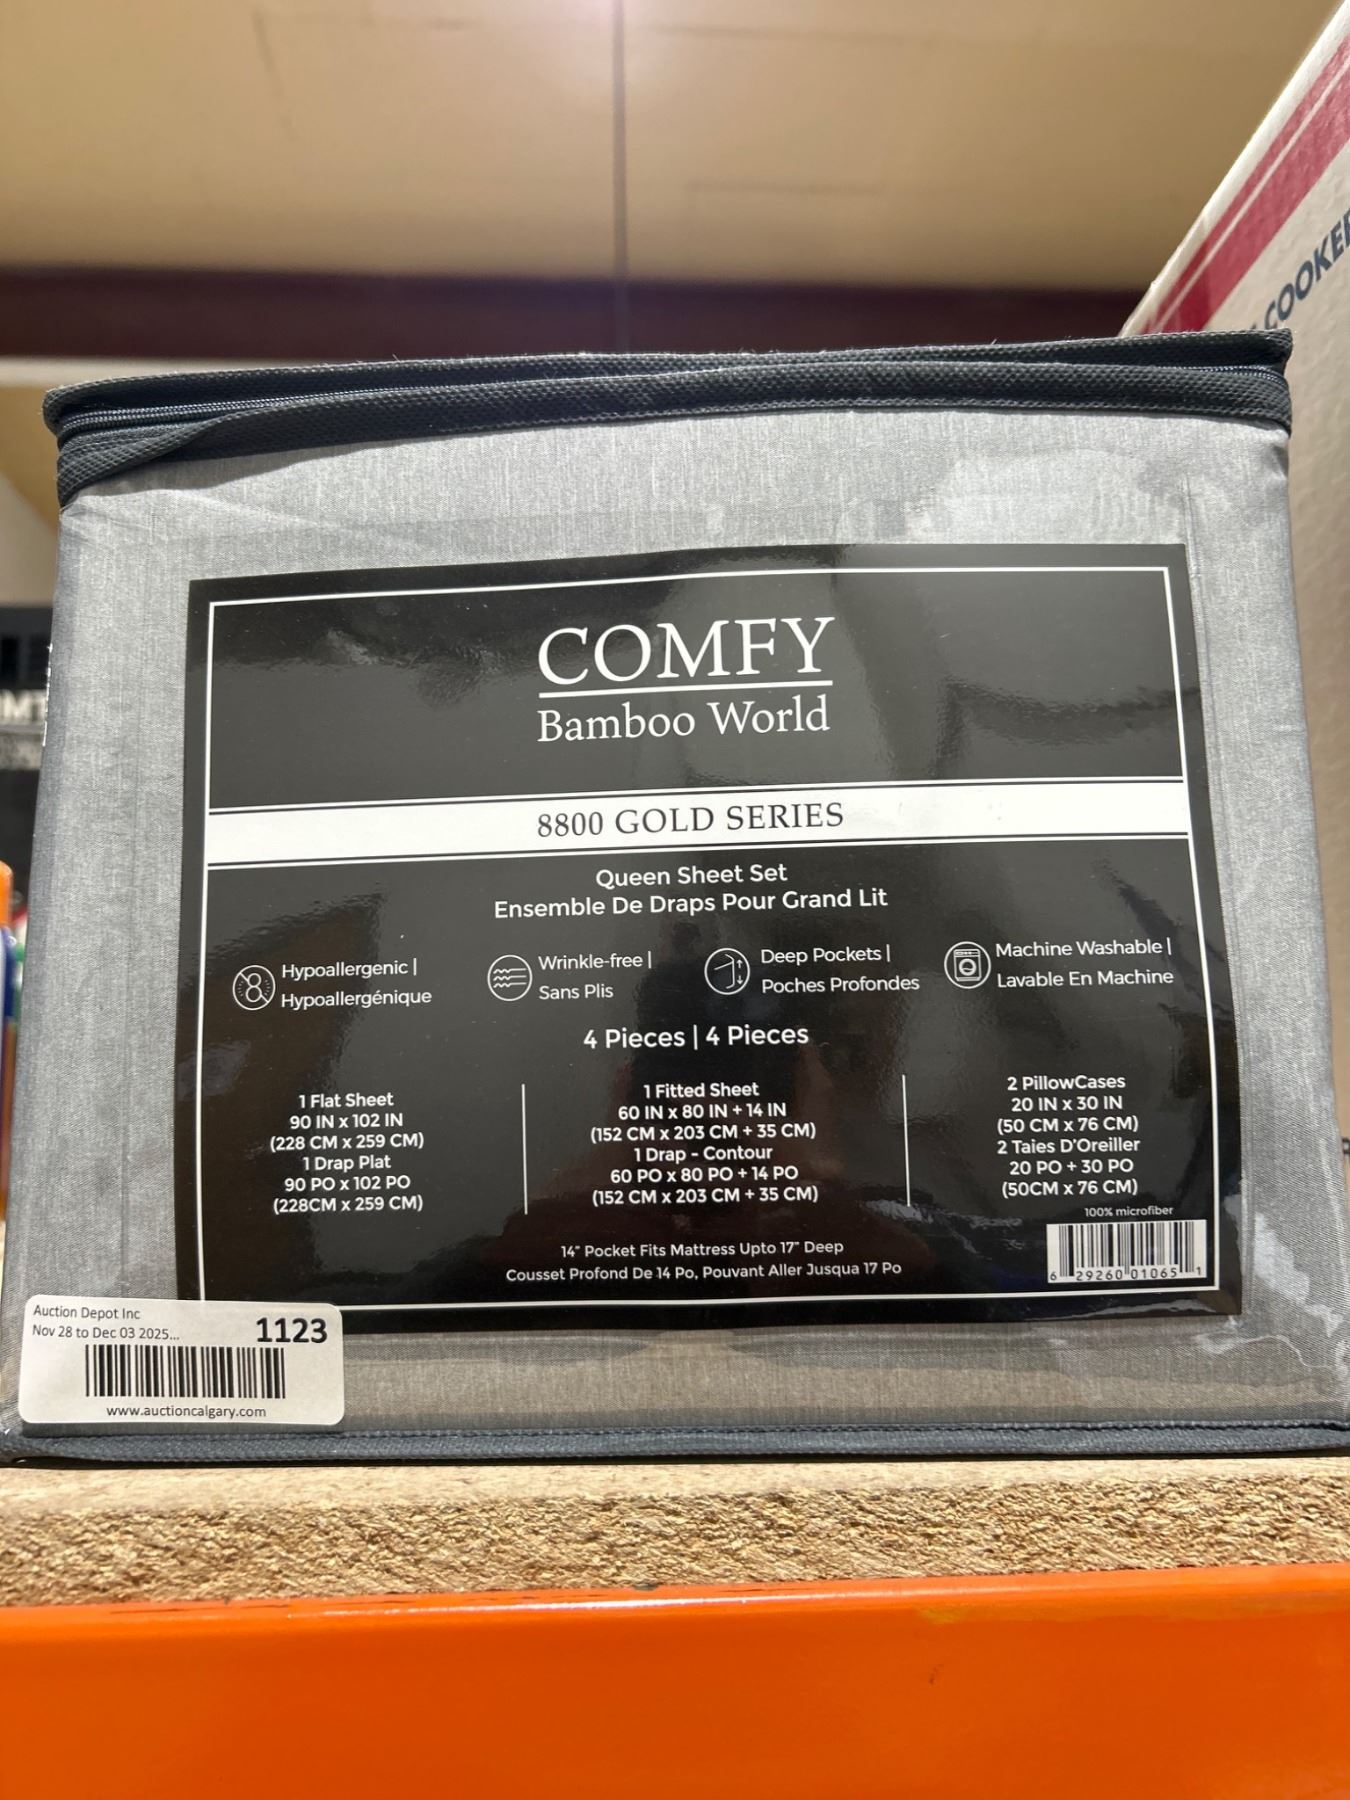 COOKER
COMFY
Bamboo World
8800 GOLD SERIES
Queen Sheet Set
Ensemble De Draps Pour Grand Lit
Hypoallergenic |
Hypoallergénique
Wrinkle-free |
Sans Plis
Deep Pockets |
Poches Profondes
Machine Washable |
Lavable En Machine
4 Pieces | 4 Pieces
1 Flat Sheet
90 IN x 102 IN
(228 CM x 259 CM)
1 Drap Plat
90 PO x 102 PO
(228CM x 259 CM)
1 Fitted Sheet
60 IN x 80 IN + 14 IN
(152 CM x 203 CM + 35 CM)
1 Drap - Contour
60 PO x 80 PO + 14 PO
(152 CM x 203 CM + 35 CM)
2 PillowCases
20 IN x 30 IN
(50 CM x 76 CM)
2 Taies D'Oreiller
20 PO + 30 PO
(50CM x 76 CM)
100% microfiber
14" Pocket Fits Mattress Upto 17" Deep
Cousset Profond De 14 Po, Pouvant Aller Jusqua 17 Po
6 29260 01065 1
Auction Depot Inc
Nov 28 to Dec 03 2025...
1123
www.auctioncalgary.com